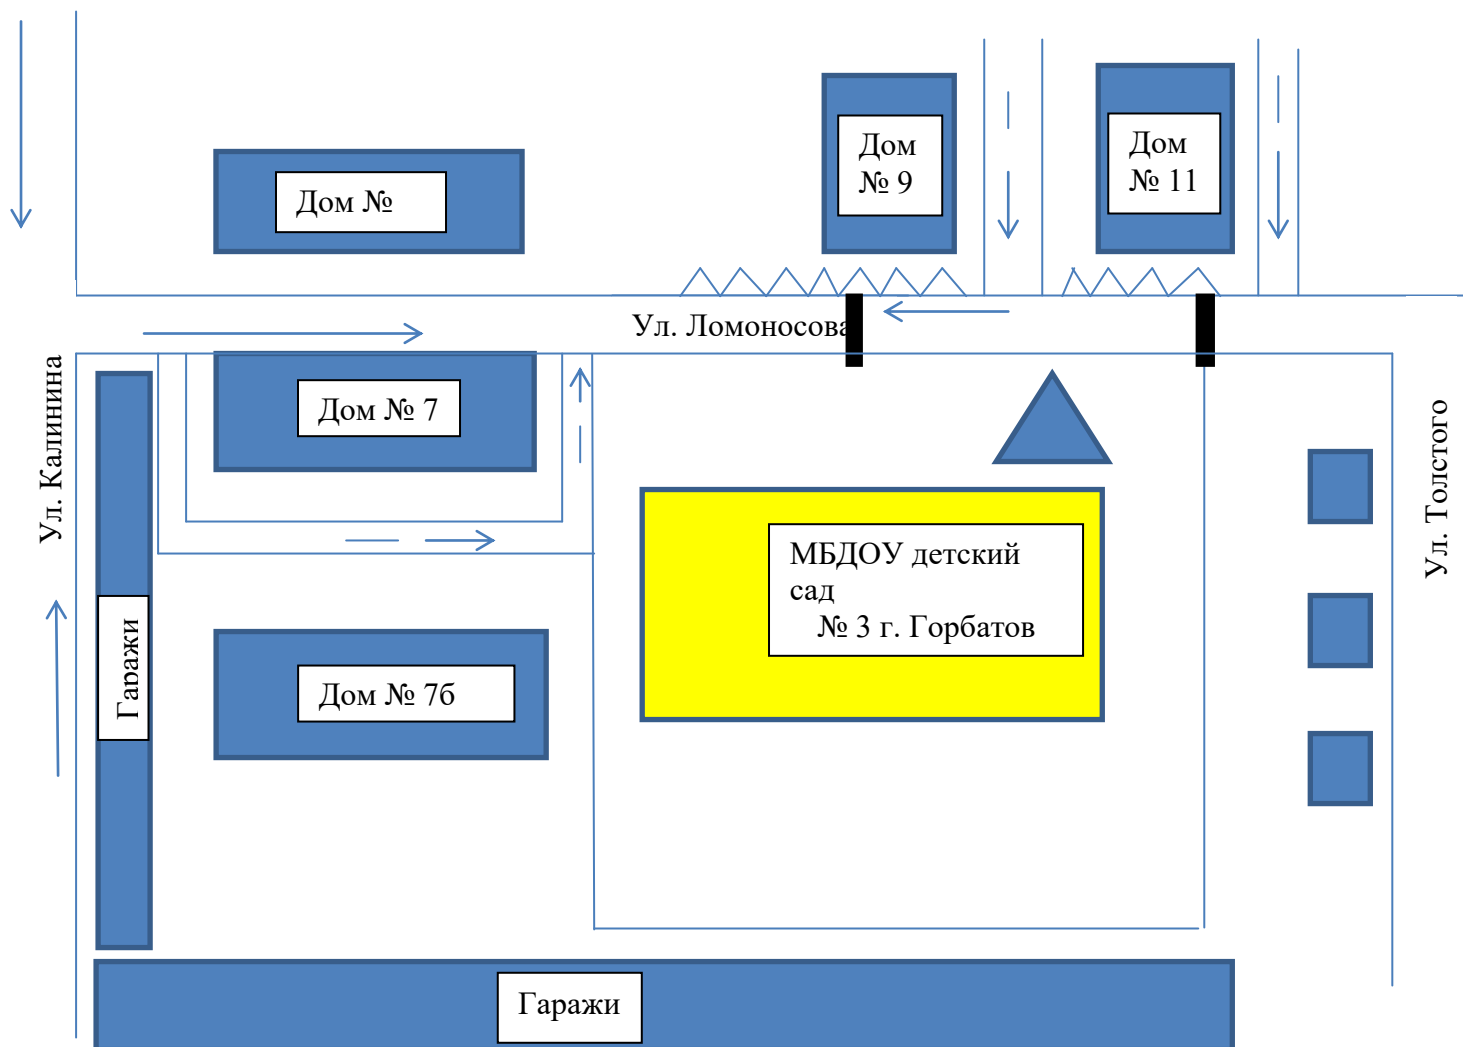 Дом
№ 9
Дом
№ 11
Дом №
Ул. Ломоносова
Ул. Калинина
Дом № 7
Ул. Толстого
МБДОУ детский
сад
№ 3 г. Горбатов
Гаражи
Дом № 7б
Гаражи